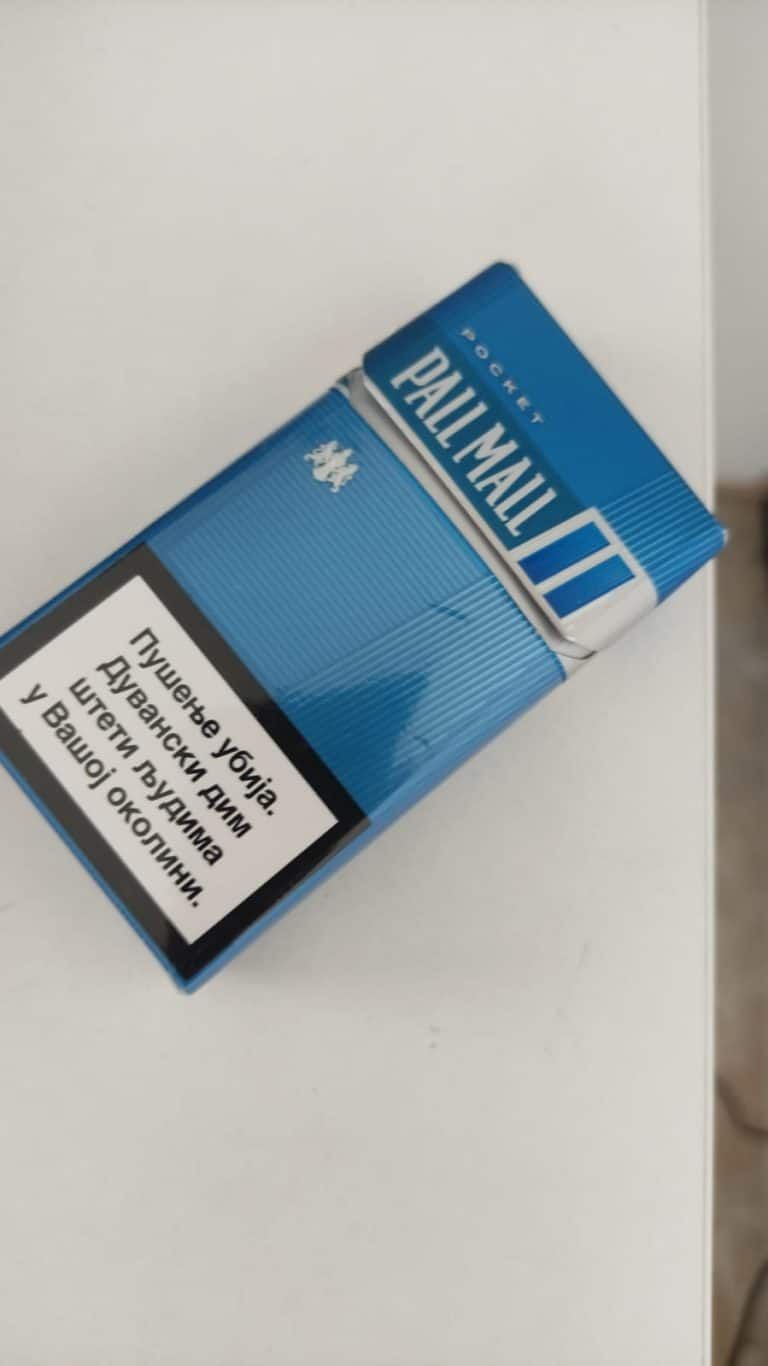 POCKET
PALL MALL
Пушење убија.
Дувански дим
штети људима
у Вашој околини.